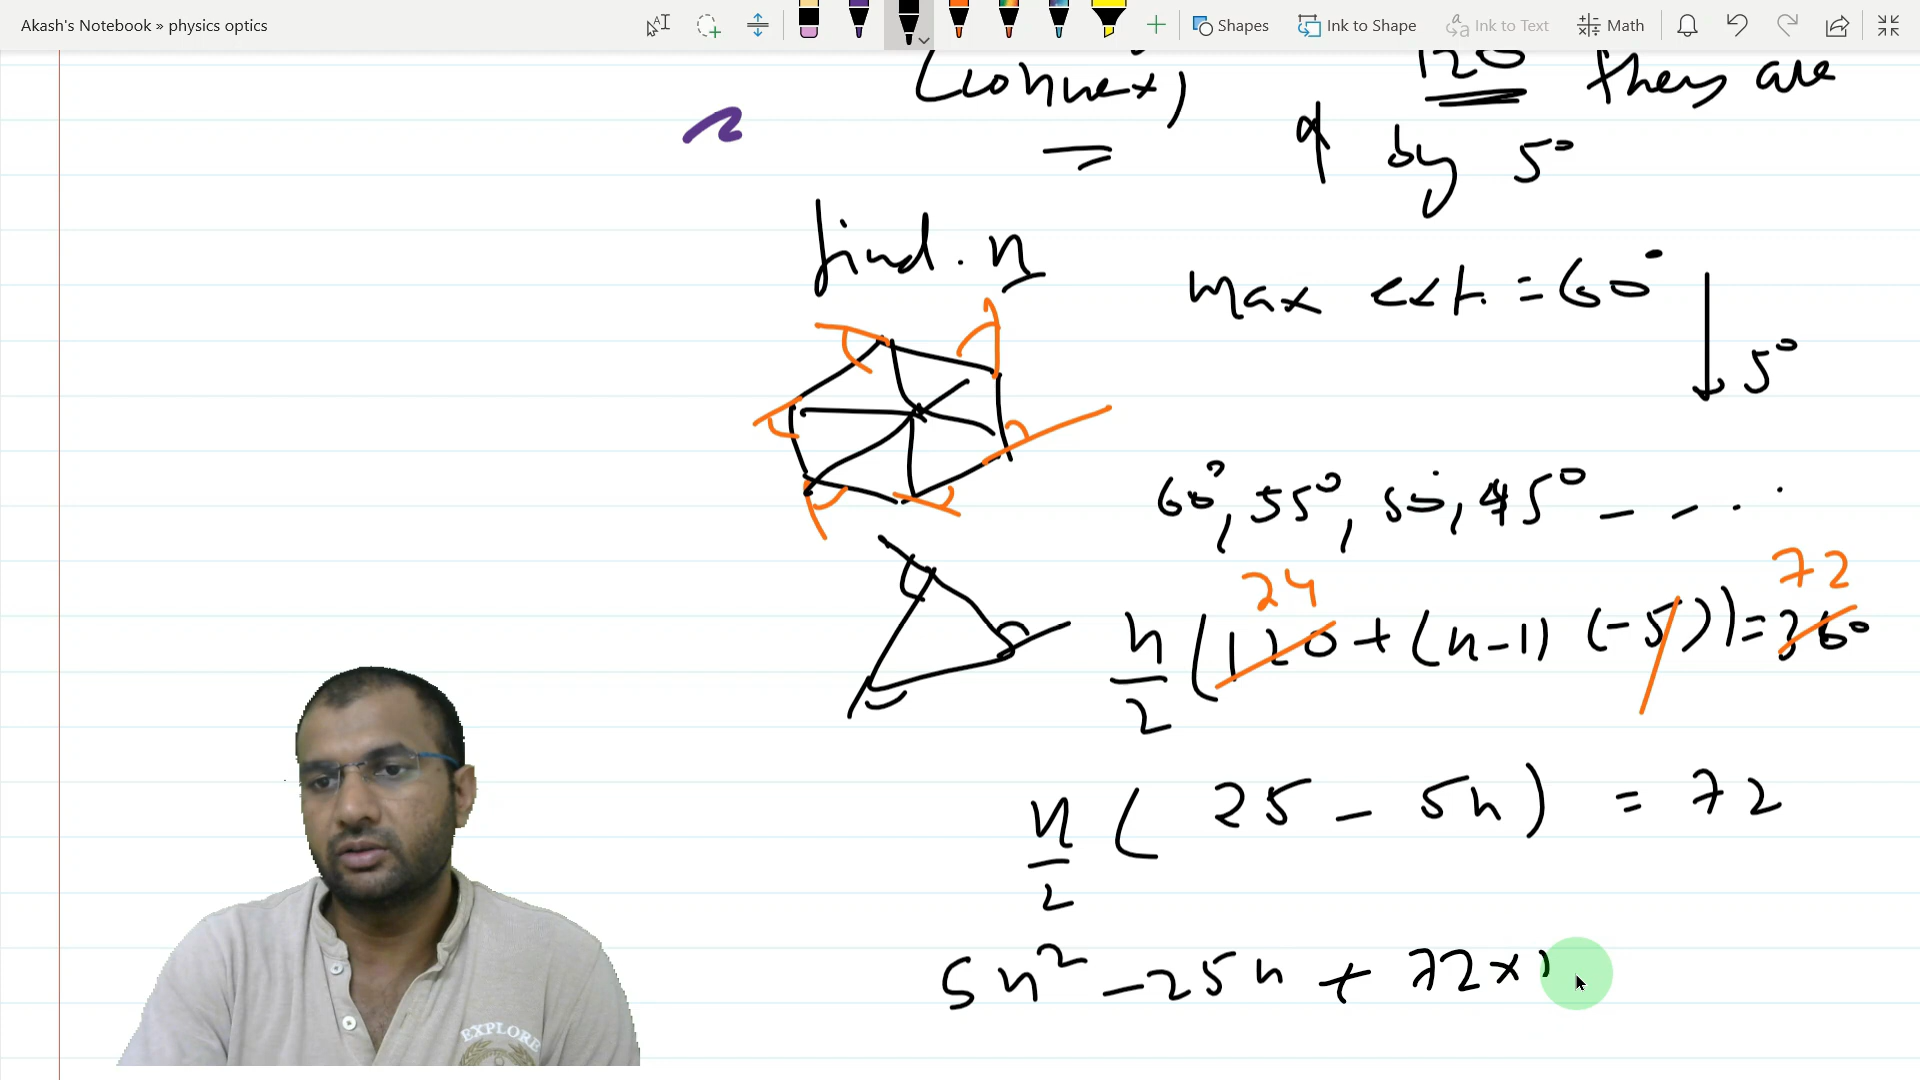 Akash's Notebook » physics optics
Shapes
Ink to Shape
Ink to Text
Math
(convex)
120 they are
by 5°
find . n
max ext. = 60°
5°
60°, 55°, 50, 45° - - . .
24
72
n/2 (120 + (n-1) (-5)) = 360
n/2 ( 25 - 5n) = 72
5n² - 25n + 72x
EXPLORE